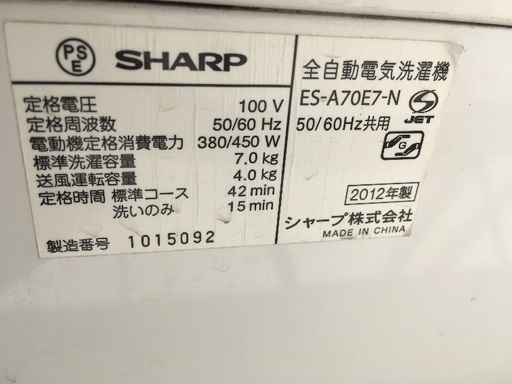 PS
E
SHARP
定格電圧 100 V
定格周波数 50/60 Hz
電動機定格消費電力 380/450 W
標準洗濯容量 7.0 kg
送風運転容量 4.0 kg
定格時間 標準コース 42 min
洗いのみ 15 min
製造番号 1015092
全自動電気洗濯機
ES-A70E7-N
S
JET
50/60Hz共用
G
2012年製
シャープ株式会社
MADE IN CHINA